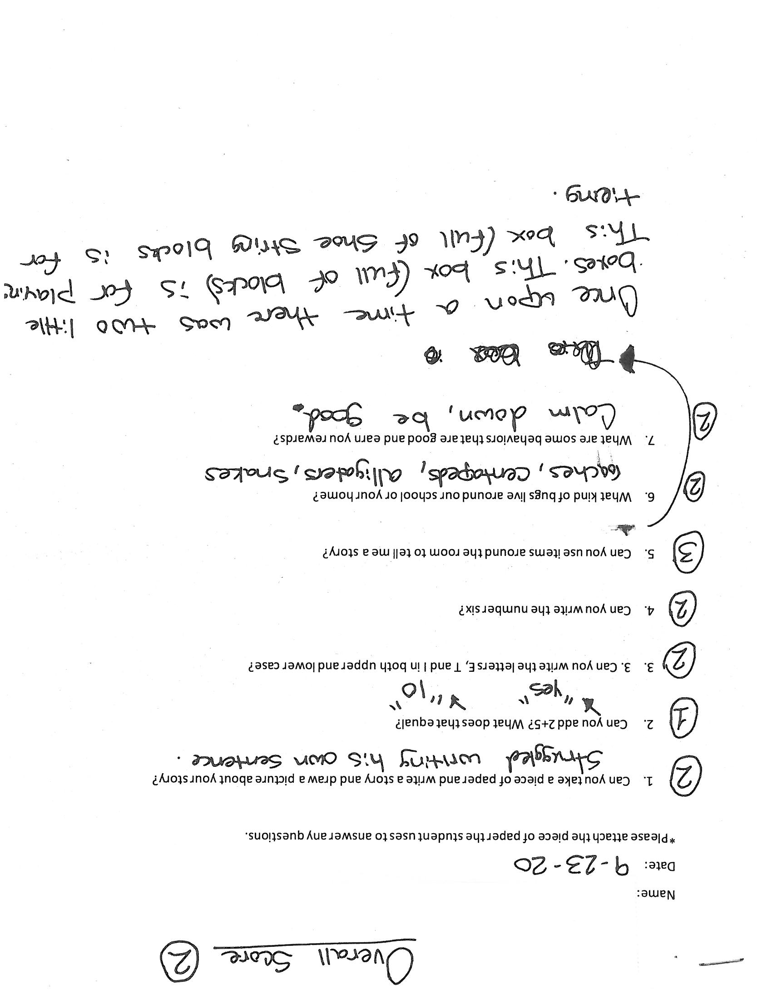 Overall Score 2
Name:
Date: 9-23-20
*Please attach the piece of paper the student uses to answer any questions.
2 1. Can you take a piece of paper and write a story and draw a picture about your story?
Struggled writing his own sentence.
1 2. Can you add 2+5? What does that equal?
"yes" "10"
2 3. 3. Can you write the letters E, T and I in both upper and lower case?
2 4. Can you write the number six?
3 5. Can you use items around the room to tell me a story?
2 6. What kind of bugs live around our school or your home?
roaches, centapeds, alligaters, snakes
2 7. What are some behaviors that are good and earn you rewards?
Calm down, be good.
Once upon a time there was two little
boxes. This box (full of blocks) is for playin
This box (full of shoe string blocks is for
tieing.